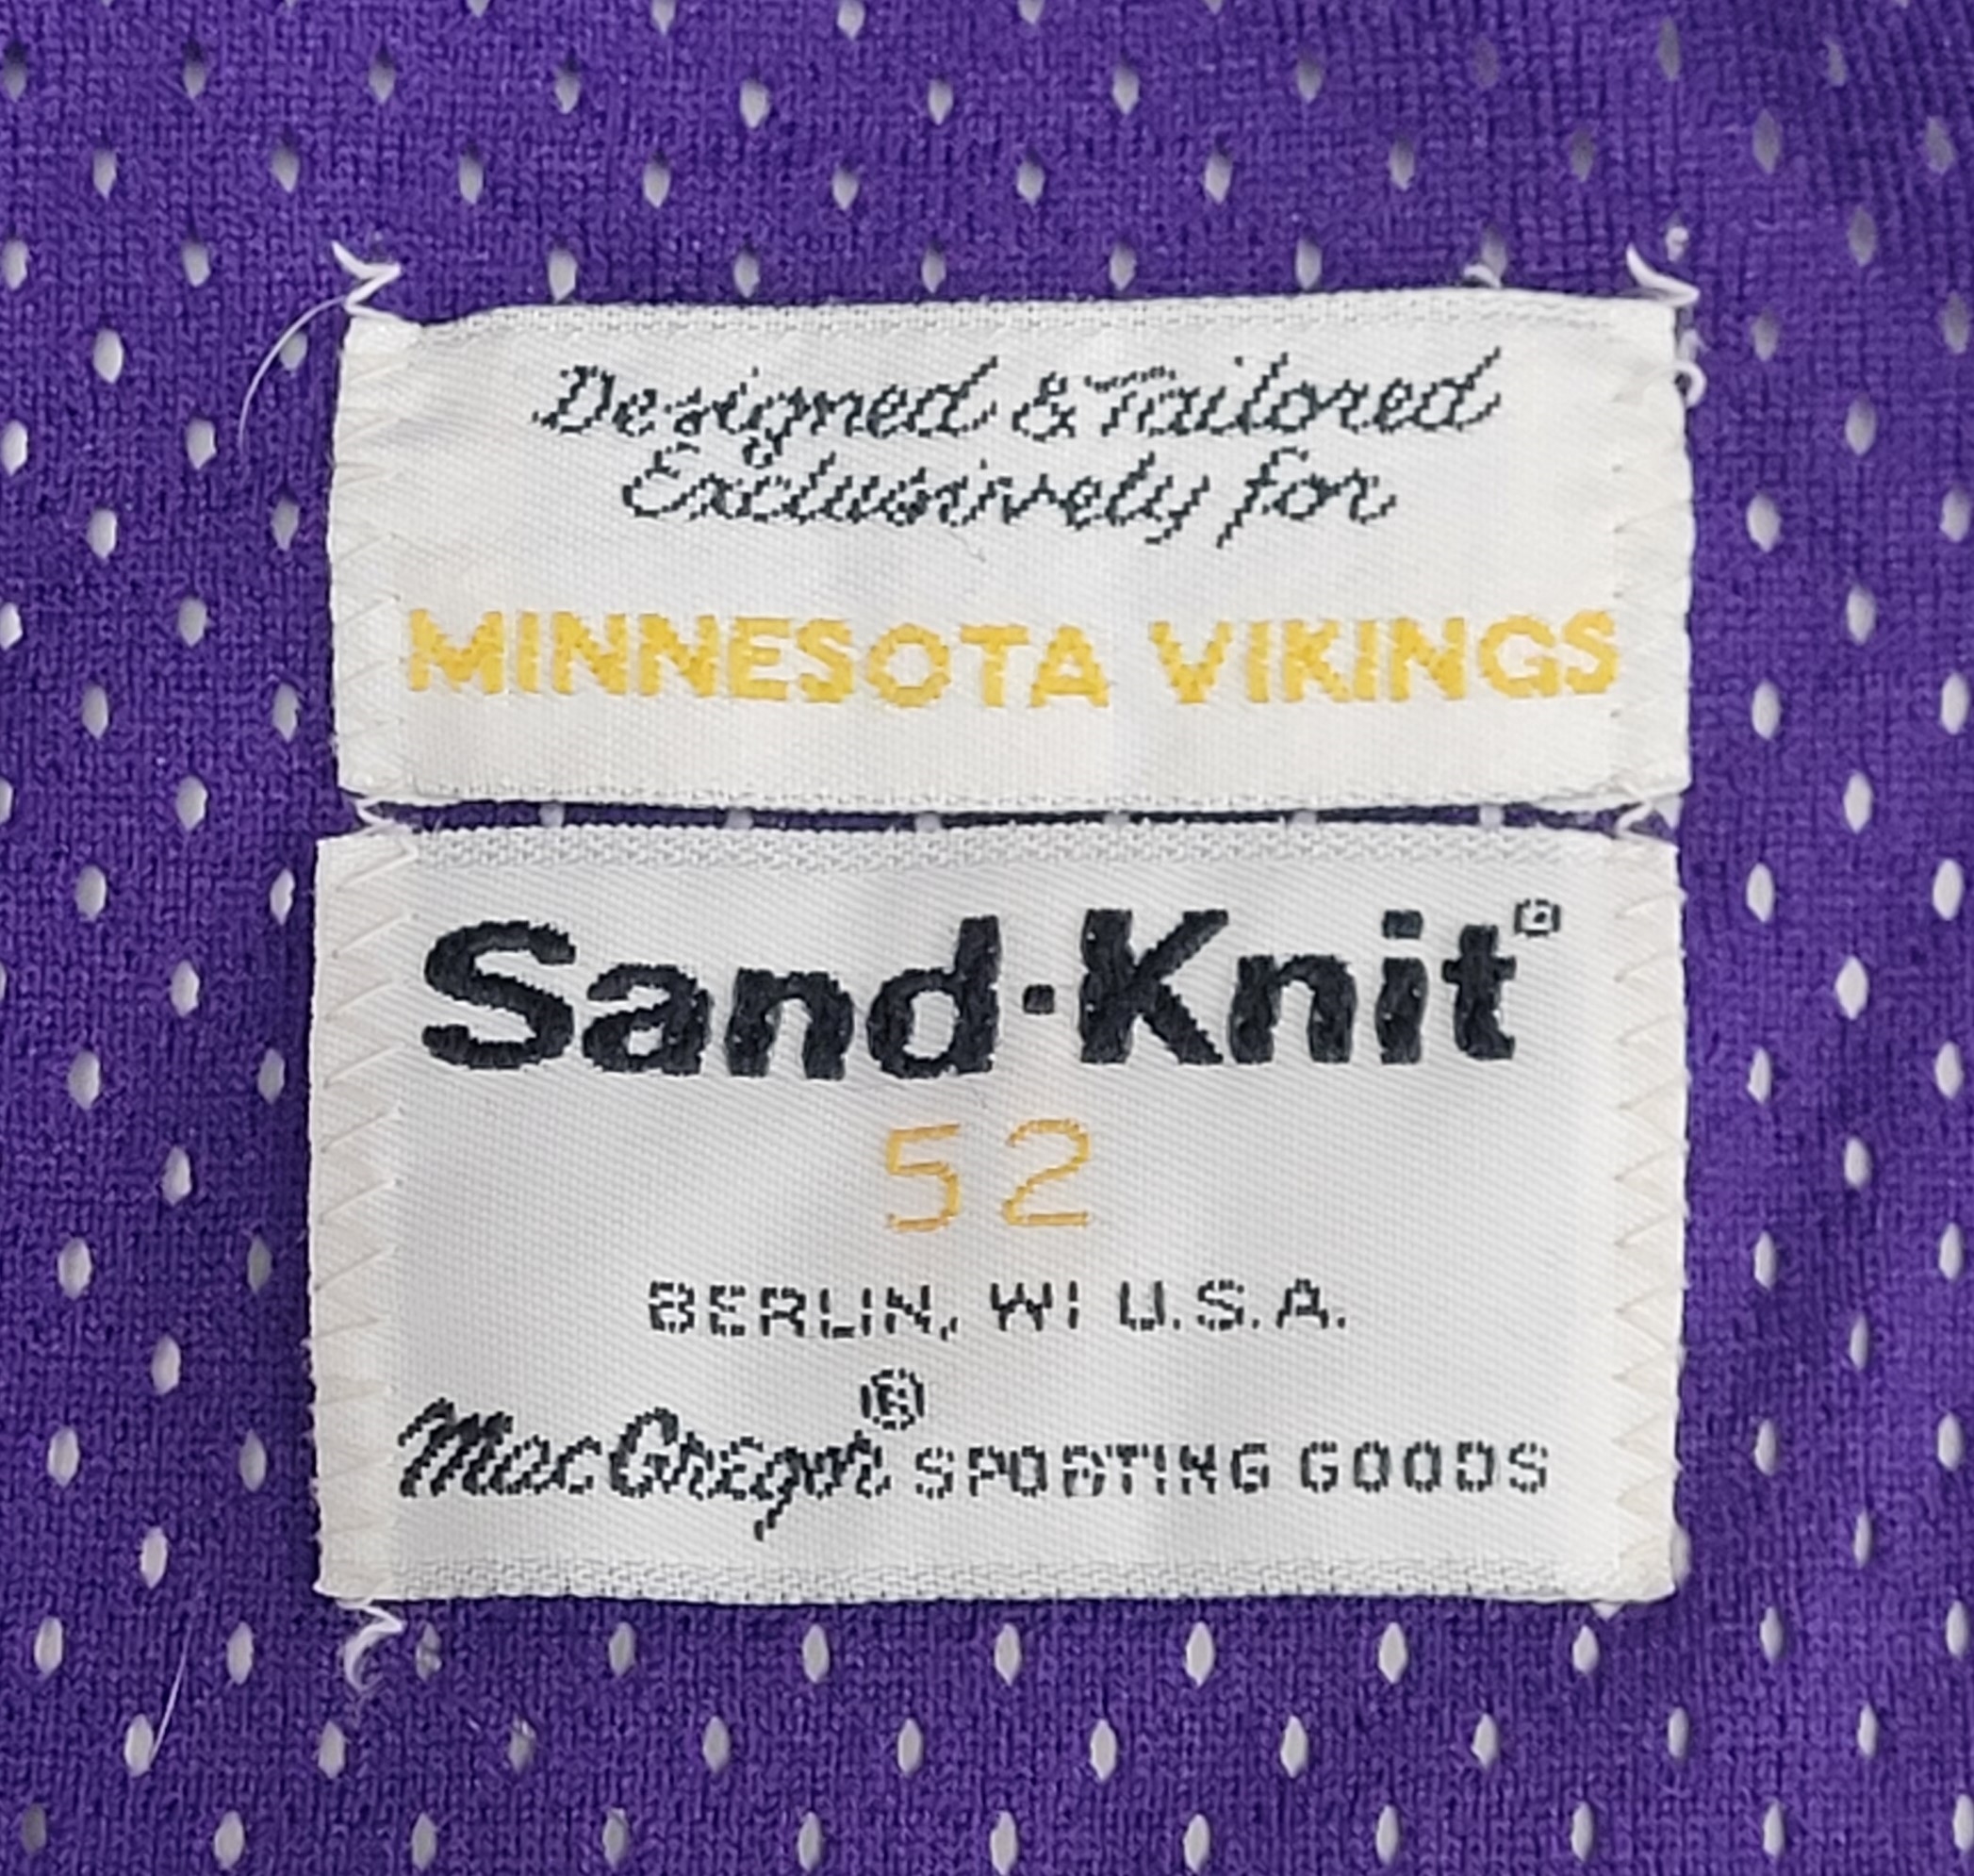 Designed & Tailored
Exclusively for
MINNESOTA VIKINGS
Sand·Knit®
52
BERLIN, WI U.S.A.
MacGregor® SPORTING GOODS